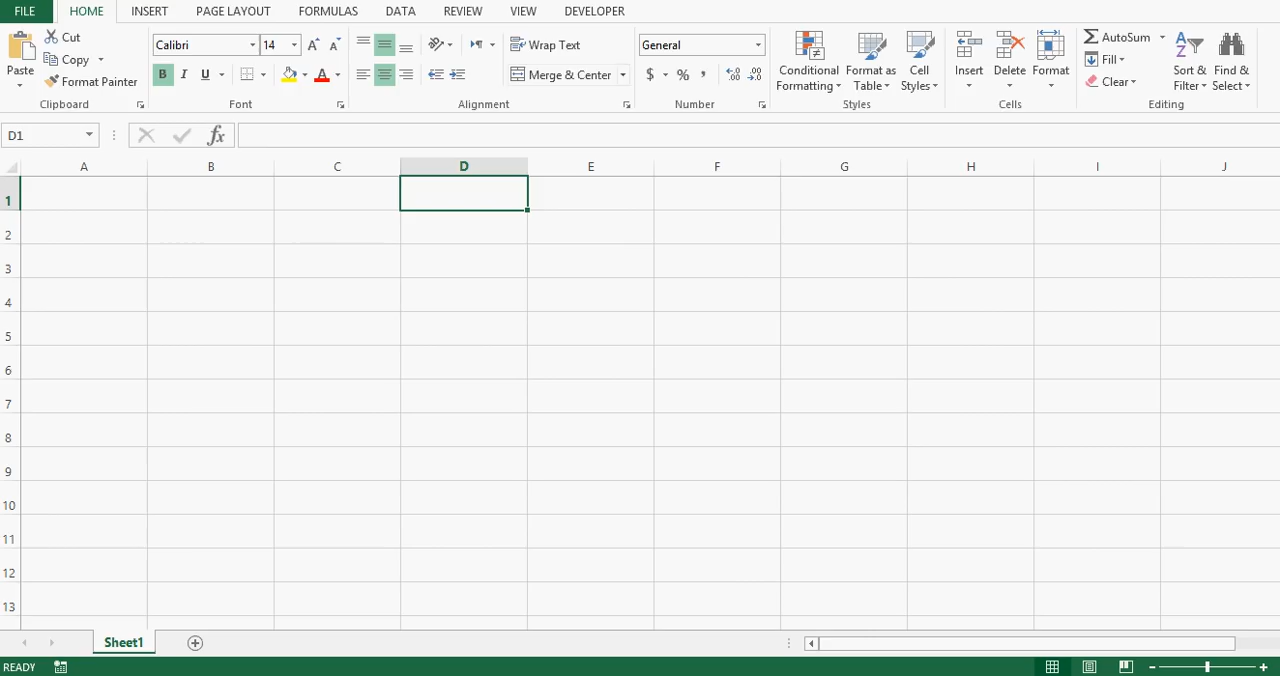 FILE HOME INSERT PAGE LAYOUT FORMULAS DATA REVIEW VIEW DEVELOPER
Paste
Cut
Copy
Format Painter
Clipboard
Calibri 14
B I U
Font
Wrap Text
Merge & Center
Alignment
General
$ % ,
Number
Conditional Formatting
Format as Table
Cell Styles
Styles
Insert Delete Format
Cells
AutoSum
Fill
Clear
Sort & Filter
Find & Select
Editing
D1 fx
A B C D E F G H I J
1
2
3
4
5
6
7
8
9
10
11
12
13
Sheet1
READY